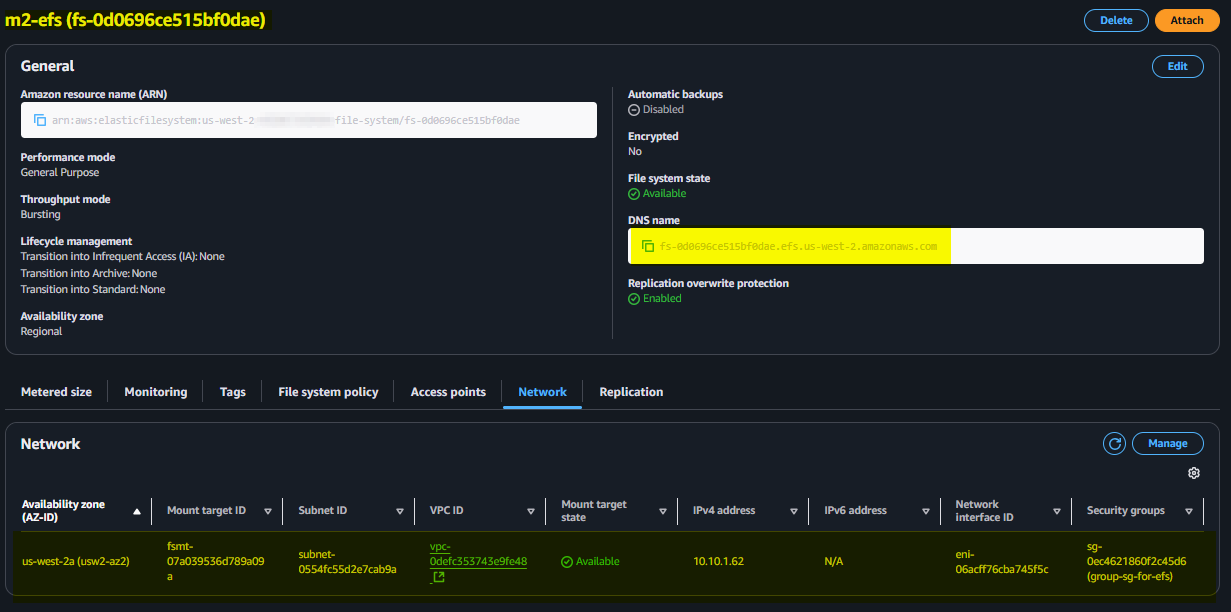 m2-efs (fs-0d0696ce515bf0dae)
Delete
Attach
General
Edit
Amazon resource name (ARN)
arn:aws:elasticfilesystem:us-west-2 file-system/fs-0d0696ce515bf0dae
Performance mode
General Purpose
Throughput mode
Bursting
Lifecycle management
Transition into Infrequent Access (IA): None
Transition into Archive: None
Transition into Standard: None
Availability zone
Regional
Automatic backups
Disabled
Encrypted
No
File system state
Available
DNS name
fs-0d0696ce515bf0dae.efs.us-west-2.amazonaws.com
Replication overwrite protection
Enabled
Metered size
Monitoring
Tags
File system policy
Access points
Network
Replication
Network
Manage
Availability zone
(AZ-ID)
Mount target ID
Subnet ID
VPC ID
Mount target
state
IPv4 address
IPv6 address
Network
interface ID
Security groups
us-west-2a (usw2-az2)
fsmt-
07a039536d789a09
a
subnet-
0554fc55d2e7cab9a
vpc-
0defc353743e9fe48
Available
10.10.1.62
N/A
eni-
06acff76cba745f5c
sg-
0ec4621860f2c45d6
(group-sg-for-efs)